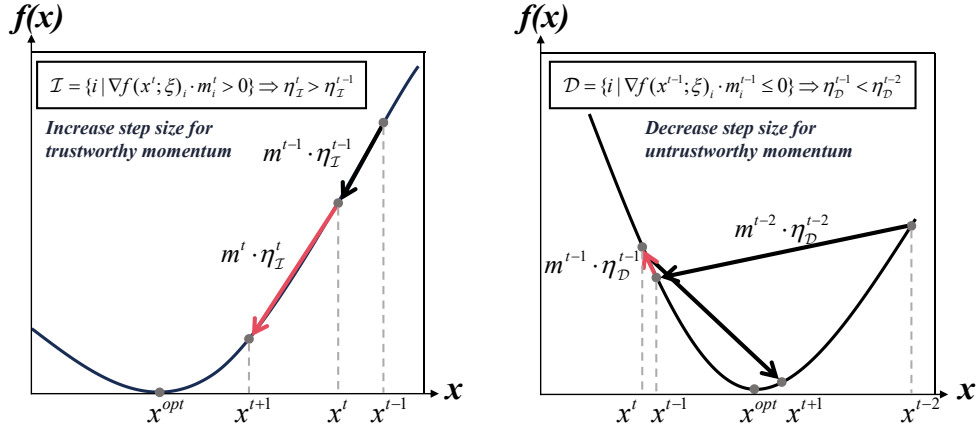 f(x)
𝓘 = {i | ∇f(x^t; ξ)_i · m_i^t > 0} ⇒ η_𝓘^t > η_𝓘^{t−1}
Increase step size for
trustworthy momentum
m^{t−1} · η_𝓘^{t−1}
m^t · η_𝓘^t
x
x^{opt} x^{t+1} x^t x^{t−1}
f(x)
𝓓 = {i | ∇f(x^{t−1}; ξ)_i · m_i^{t−1} ≤ 0} ⇒ η_𝓓^{t−1} < η_𝓓^{t−2}
Decrease step size for
untrustworthy momentum
m^{t−2} · η_𝓓^{t−2}
m^{t−1} · η_𝓓^{t−1}
x
x^t x^{t−1} x^{opt} x^{t+1} x^{t−2}